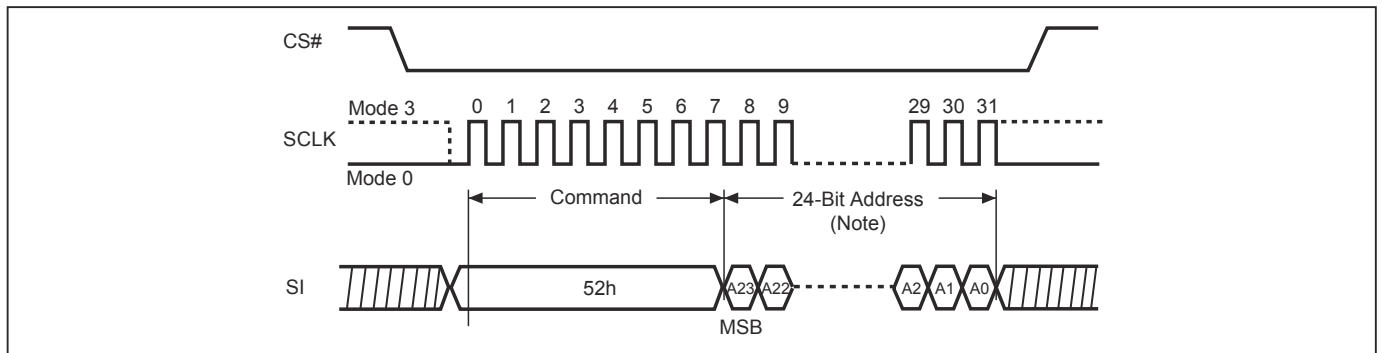 CS#
Mode 3
0 1 2 3 4 5 6 7 8 9 29 30 31
SCLK
Mode 0
Command
24-Bit Address
(Note)
SI
52h
A23 A22 A2 A1 A0
MSB